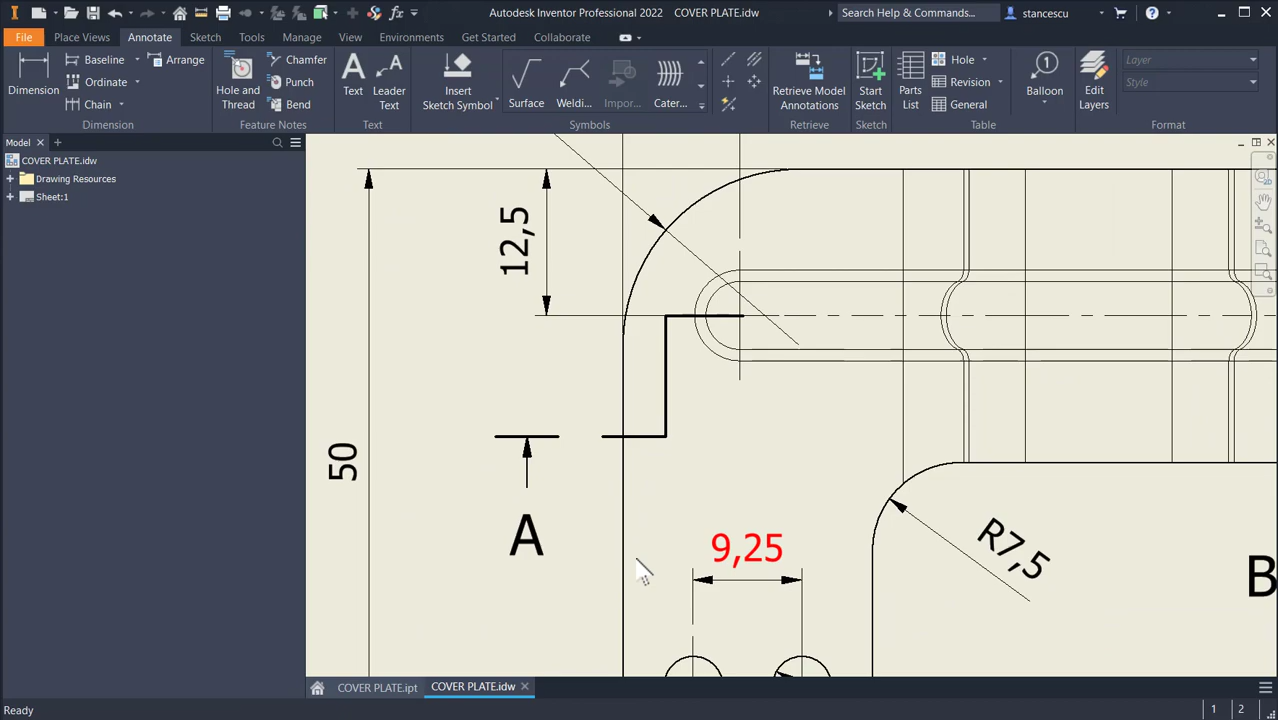 Autodesk Inventor Professional 2022 COVER PLATE.idw
Search Help & Commands...
stancescu
File Place Views Annotate Sketch Tools Manage View Environments Get Started Collaborate
Dimension
Baseline
Ordinate
Chain
Arrange
Dimension
Hole and Thread
Chamfer
Punch
Bend
Feature Notes
Text
Leader Text
Text
Insert Sketch Symbol
Surface
Weldi...
Impor...
Cater...
Symbols
Retrieve Model Annotations
Retrieve
Start Sketch
Sketch
Parts List
Hole
Revision
General
Table
Balloon
Edit Layers
Layer
Style
Format
Model
COVER PLATE.idw
Drawing Resources
Sheet:1
12,5
50
A
9,25
R7,5
B
COVER PLATE.ipt
COVER PLATE.idw
Ready
1 2